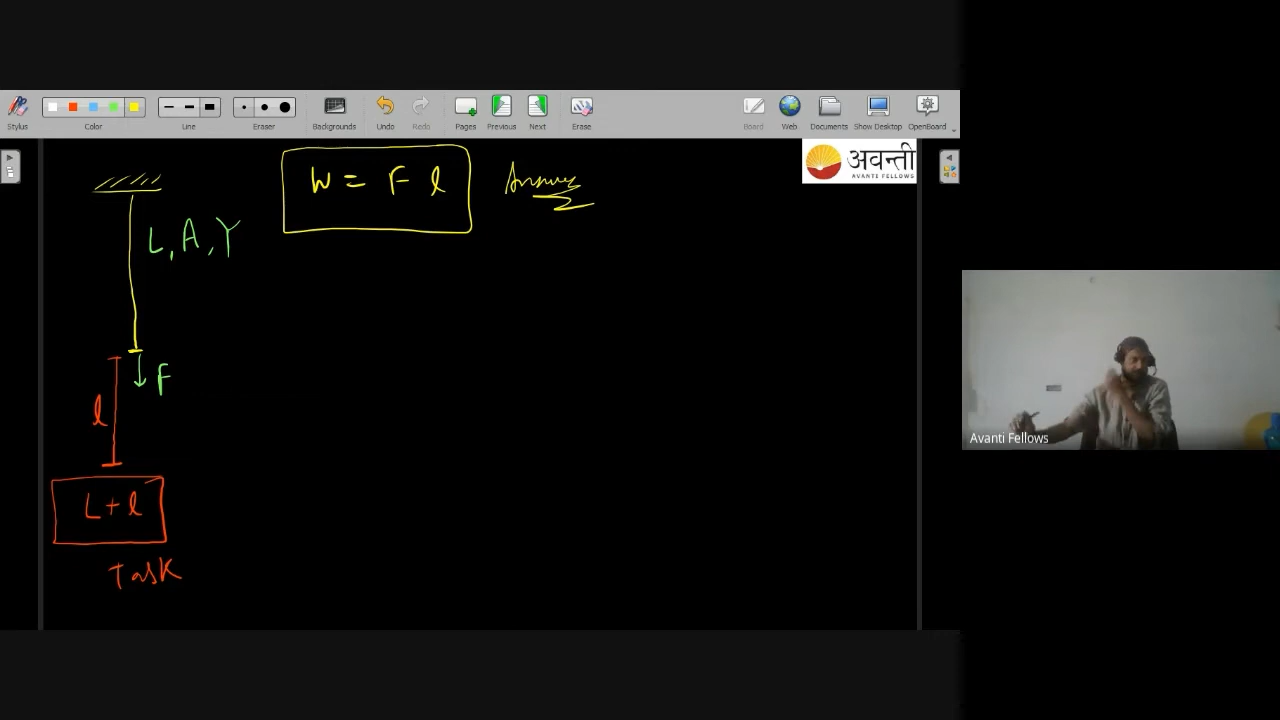 Stylus
Color
Line
Eraser
Backgrounds
Undo
Redo
Pages
Previous
Next
Erase
Board
Web
Documents
Show Desktop
OpenBoard
अवन्ती
AVANTI FELLOWS
W = F l
Answer
L, A, Y
F
l
L + l
Task
Avanti Fellows